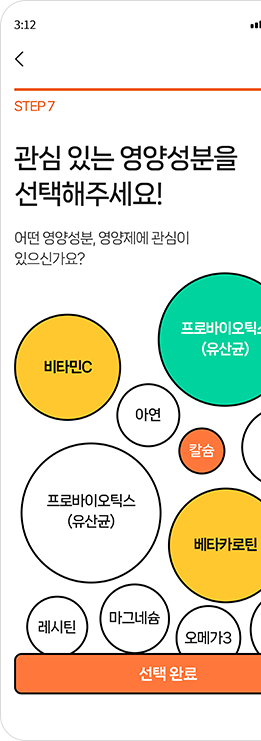 3:12
STEP 7
관심 있는 영양성분을
선택해주세요!
어떤 영양성분, 영양제에 관심이
있으신가요?
프로바이오틱스
(유산균)
비타민C
아연
칼슘
프로바이오틱스
(유산균)
베타카로틴
레시틴
마그네슘
오메가3
선택 완료